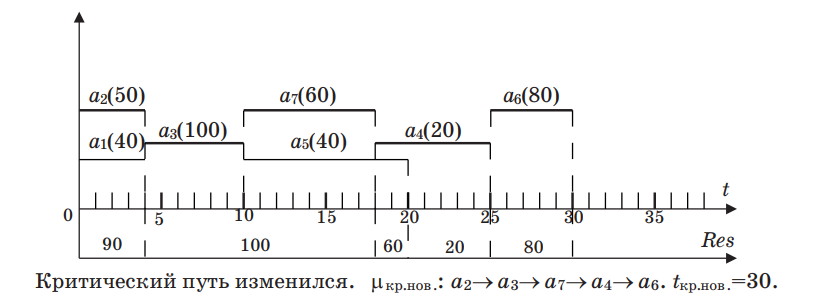 a₂(50) a₇(60) a₆(80)
a₁(40) a₃(100) a₅(40) a₄(20)
t
0 5 10 15 20 25 30 35
90 100 60 20 80 Res
Критический путь изменился. μкр.нов.: a₂→a₃→a₇→a₄→a₆. tкр.нов.=30.